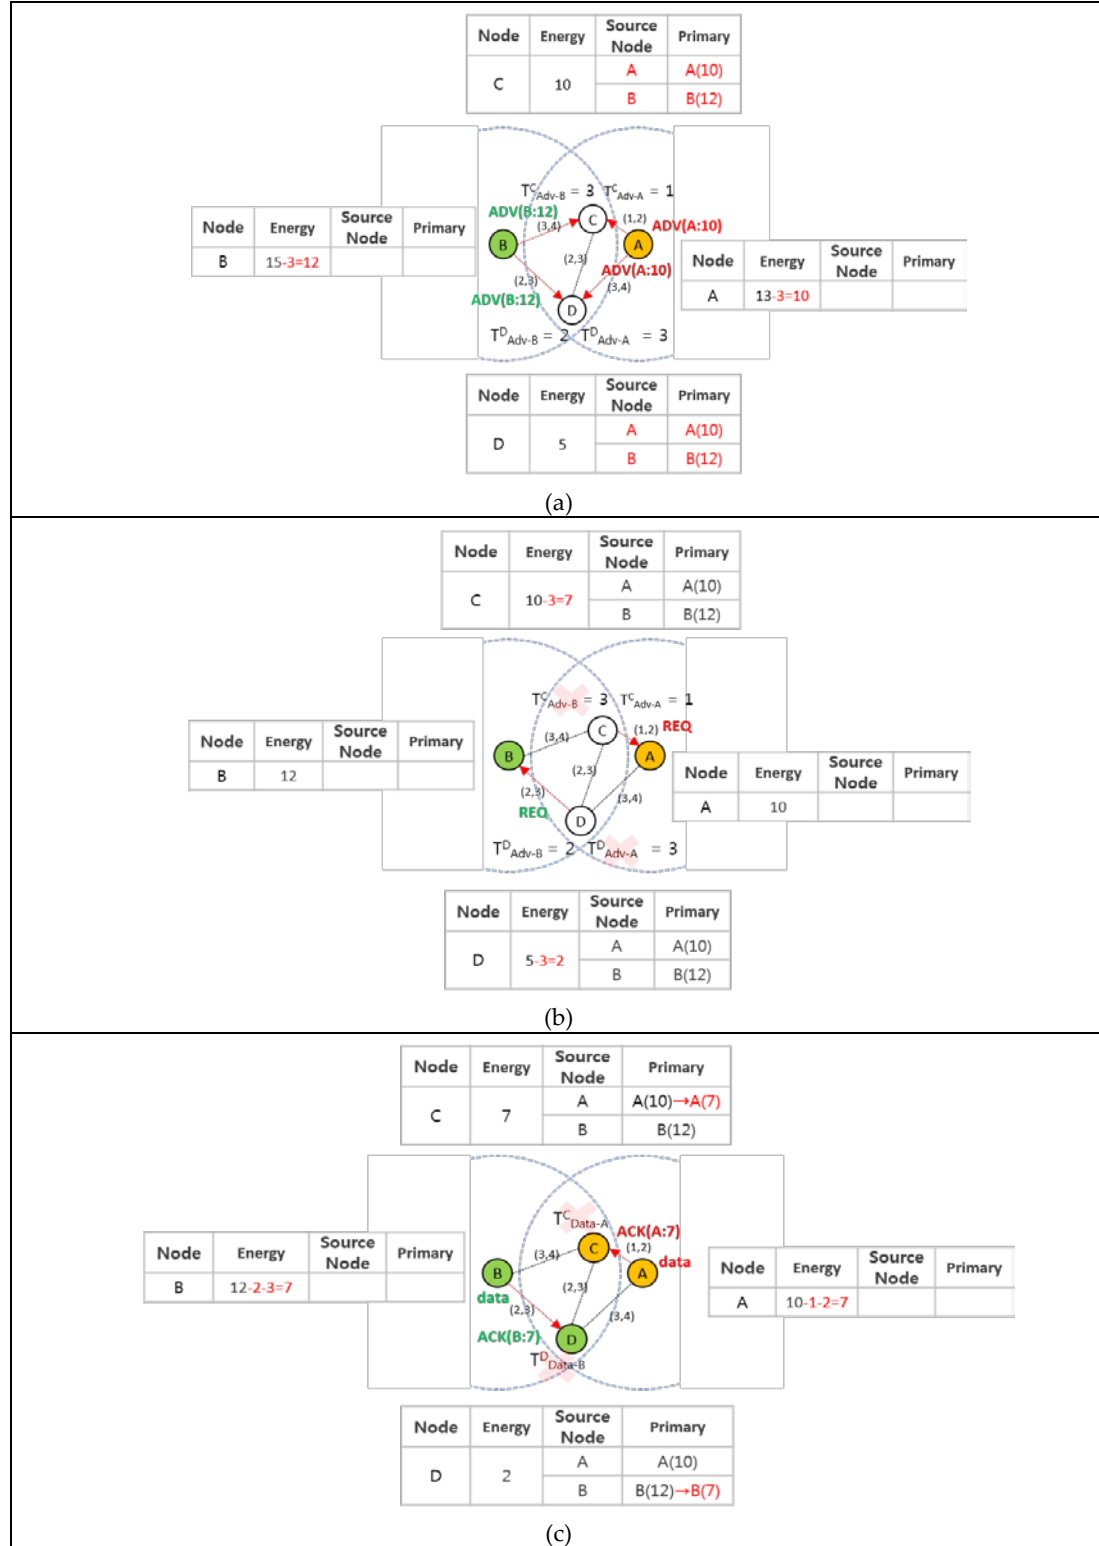 Node Energy Source Node Primary
C 10 A A(10)
B B(12)
T^C_Adv-B = 3 T^C_Adv-A = 1
ADV(B:12) (3,4) C (1,2) ADV(A:10)
Node Energy Source Node Primary
B 15-3=12
B A
(2,3) ADV(A:10)
Node Energy Source Node Primary
A 13-3=10
ADV(B:12) (2,3) (3,4)
D
T^D_Adv-B = 2 T^D_Adv-A = 3
Node Energy Source Node Primary
D 5 A A(10)
B B(12)
(a)
Node Energy Source Node Primary
C 10-3=7 A A(10)
B B(12)
T^C_Adv-B = 3 T^C_Adv-A = 1
(3,4) C (1,2) REQ
Node Energy Source Node Primary
B 12
B A
(2,3)
Node Energy Source Node Primary
A 10
(2,3) (3,4)
REQ D
T^D_Adv-B = 2 T^D_Adv-A = 3
Node Energy Source Node Primary
D 5-3=2 A A(10)
B B(12)
(b)
Node Energy Source Node Primary
C 7 A A(10)→A(7)
B B(12)
T^C_Data-A
ACK(A:7)
(3,4) C (1,2) data
Node Energy Source Node Primary
B 12-2-3=7
B A
data (2,3) (2,3) (3,4)
Node Energy Source Node Primary
A 10-1-2=7
ACK(B:7) D
T^D_Data-B
Node Energy Source Node Primary
D 2 A A(10)
B B(12)→B(7)
(c)